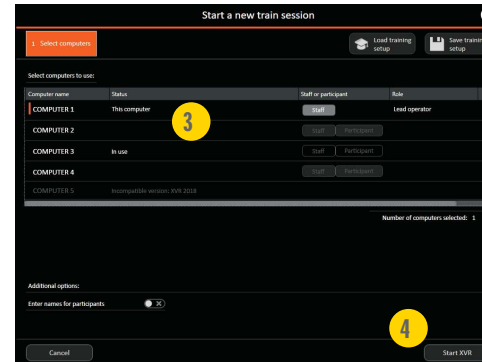 Start a new train session
1 Select computers
Load training setup
Save trainin setup
Select computers to use:
Computer name Status Staff or participant Role
COMPUTER 1 This computer Staff Lead operator
3
COMPUTER 2 Staff Participant
COMPUTER 3 In use Staff Participant
COMPUTER 4 Staff Participant
COMPUTER 5 Incompatible version: XVR 2018
Number of computers selected: 1
Additional options:
Enter names for participants
4
Cancel Start XVR